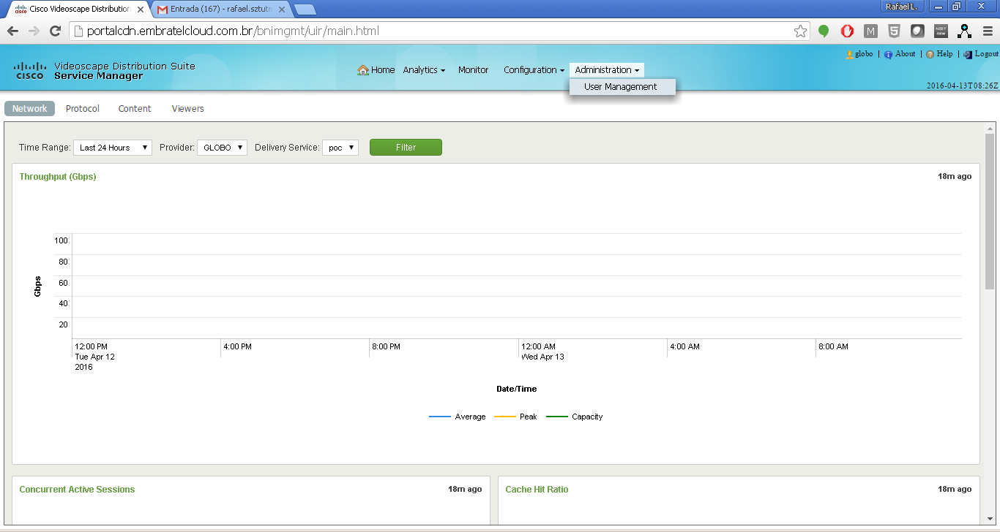 Cisco Videoscape Distribution
Entrada (167) - rafael.sztutn
Rafael L.
portalcdn.embratelcloud.com.br/bnimgmt/uir/main.html
CISCO
Videoscape Distribution Suite
Service Manager
Home Analytics Monitor Configuration Administration
User Management
globo | About | Help | Logout
2016-04-13T08:26Z
Network Protocol Content Viewers
Time Range: Last 24 Hours Provider: GLOBO Delivery Service: poc Filter
Throughput (Gbps) 18m ago
Gbps
100
80
60
40
20
12:00 PM 4:00 PM 8:00 PM 12:00 AM 4:00 AM 8:00 AM
Tue Apr 12 Wed Apr 13
2016
Date/Time
Average Peak Capacity
Concurrent Active Sessions 18m ago
Cache Hit Ratio 18m ago